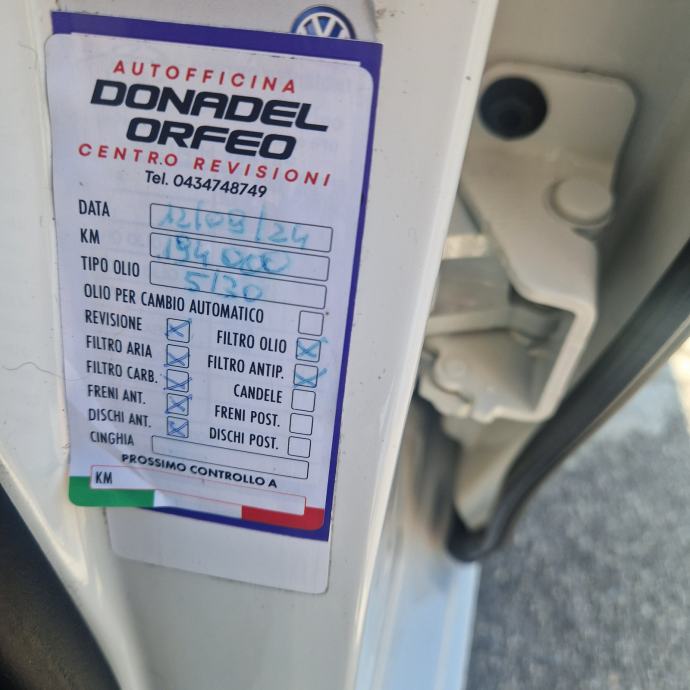 AUTOFFICINA
DONADEL
ORFEO
CENTRO REVISIONI
Tel. 0434748749
DATA 12/09/24
KM 194000
TIPO OLIO 5/30
OLIO PER CAMBIO AUTOMATICO
REVISIONE FILTRO OLIO
FILTRO ARIA FILTRO ANTIP.
FILTRO CARB. CANDELE
FRENI ANT. FRENI POST.
DISCHI ANT. DISCHI POST.
CINGHIA
PROSSIMO CONTROLLO A
KM